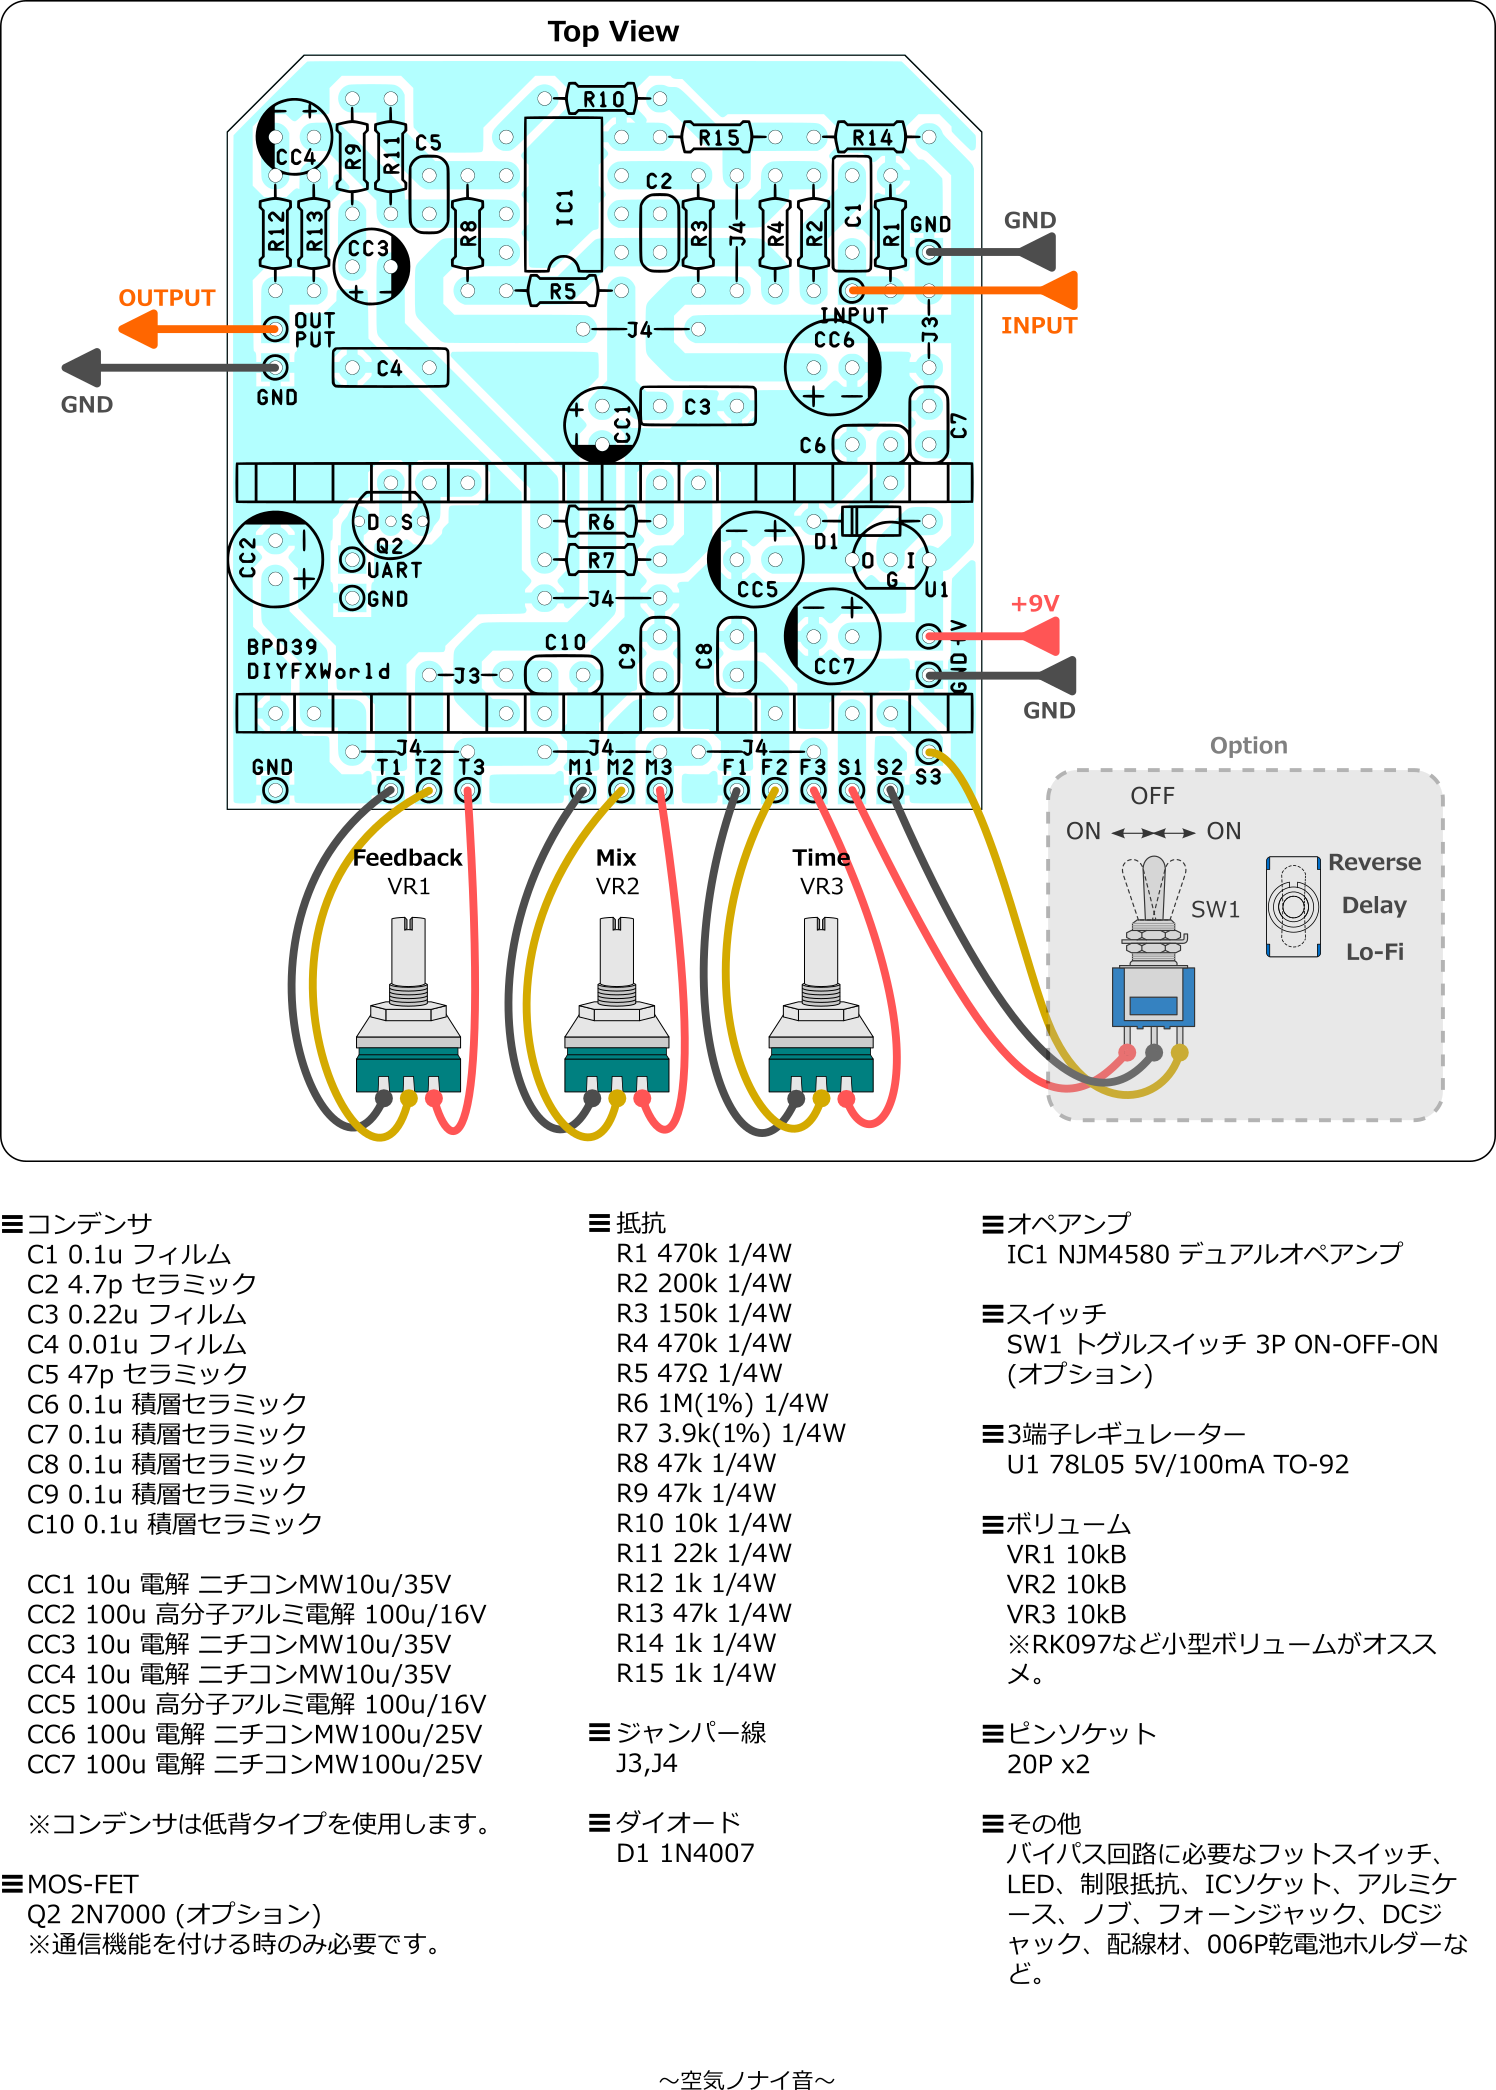 Top View
R10
R15
R14
CC4
R9
R11
C5
IC1
C2
R12
R13
R8
R3
J4
R4
R2
C1
R1
GND
GND
CC3
R5
OUTPUT
OUT
PUT
INPUT
INPUT
J4
J3
CC6
GND
GND
C4
CC1
C3
C6
C7
D S
Q2
CC2
UART
GND
R6
R7
J4
CC5
D1
O I
G
U1
+9V
+V
GND
GND
BPD39
DIYFXWorld
J3
C10
C9
C8
CC7
J4
J4
J4
GND
T1 T2 T3
M1 M2 M3
F1 F2 F3 S1 S2
S3
Option
OFF
ON
ON
SW1
Reverse
Delay
Lo-Fi
Feedback
VR1
Mix
VR2
Time
VR3
≡コンデンサ
C1 0.1u フィルム
C2 4.7p セラミック
C3 0.22u フィルム
C4 0.01u フィルム
C5 47p セラミック
C6 0.1u 積層セラミック
C7 0.1u 積層セラミック
C8 0.1u 積層セラミック
C9 0.1u 積層セラミック
C10 0.1u 積層セラミック
CC1 10u 電解 ニチコンMW10u/35V
CC2 100u 高分子アルミ電解 100u/16V
CC3 10u 電解 ニチコンMW10u/35V
CC4 10u 電解 ニチコンMW10u/35V
CC5 100u 高分子アルミ電解 100u/16V
CC6 100u 電解 ニチコンMW100u/25V
CC7 100u 電解 ニチコンMW100u/25V
※コンデンサは低背タイプを使用します。
≡MOS-FET
Q2 2N7000 (オプション)
※通信機能を付ける時のみ必要です。
≡抵抗
R1 470k 1/4W
R2 200k 1/4W
R3 150k 1/4W
R4 470k 1/4W
R5 47Ω 1/4W
R6 1M(1%) 1/4W
R7 3.9k(1%) 1/4W
R8 47k 1/4W
R9 47k 1/4W
R10 10k 1/4W
R11 22k 1/4W
R12 1k 1/4W
R13 47k 1/4W
R14 1k 1/4W
R15 1k 1/4W
≡ジャンパー線
J3,J4
≡ダイオード
D1 1N4007
≡オペアンプ
IC1 NJM4580 デュアルオペアンプ
≡スイッチ
SW1 トグルスイッチ 3P ON-OFF-ON
(オプション)
≡3端子レギュレーター
U1 78L05 5V/100mA TO-92
≡ボリューム
VR1 10kB
VR2 10kB
VR3 10kB
※RK097など小型ボリュームがオスス
メ。
≡ピンソケット
20P x2
≡その他
バイパス回路に必要なフットスイッチ、
LED、制限抵抗、ICソケット、アルミケ
ース、ノブ、フォーンジャック、DCジ
ャック、配線材、006P乾電池ホルダーな
ど。
～空気ノナイ音～